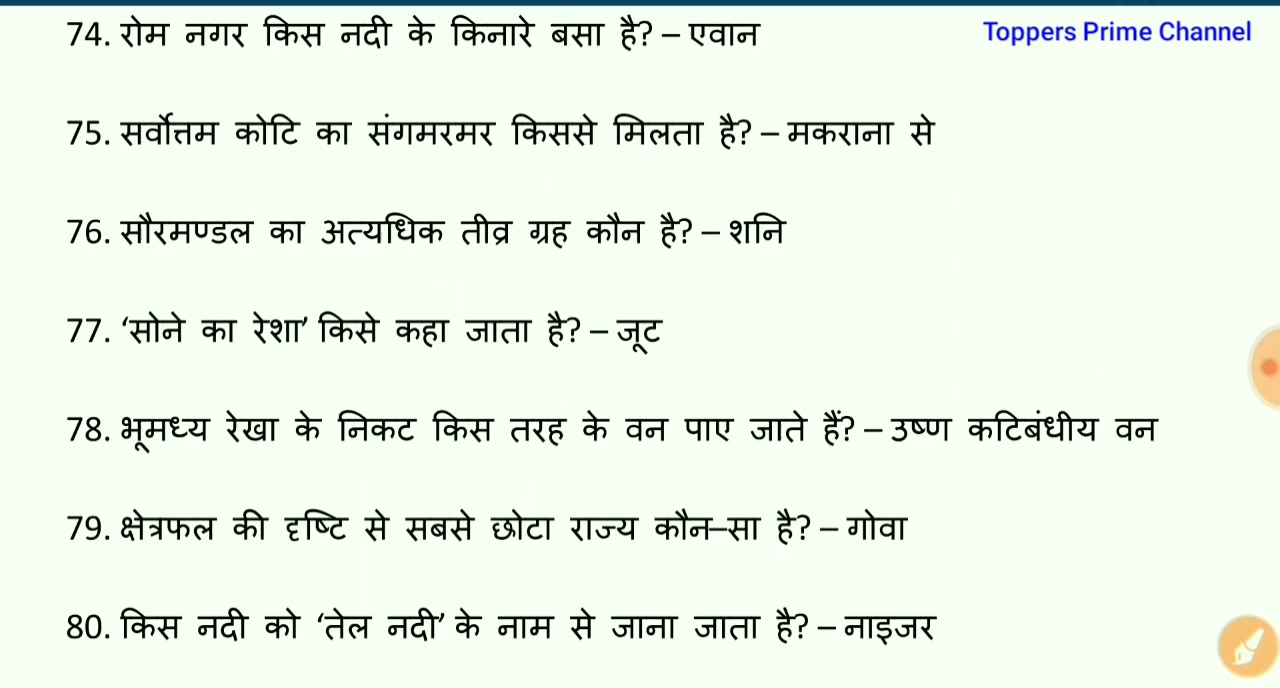 74. रोम नगर किस नदी के किनारे बसा है? – एवान
Toppers Prime Channel
75. सर्वोत्तम कोटि का संगमरमर किससे मिलता है? – मकराना से
76. सौरमण्डल का अत्यधिक तीव्र ग्रह कौन है? – शनि
77. ‘सोने का रेशा’ किसे कहा जाता है? – जूट
78. भूमध्य रेखा के निकट किस तरह के वन पाए जाते हैं? – उष्ण कटिबंधीय वन
79. क्षेत्रफल की दृष्टि से सबसे छोटा राज्य कौन–सा है? – गोवा
80. किस नदी को ‘तेल नदी’ के नाम से जाना जाता है? – नाइजर